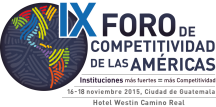 IX FORO DE
COMPETITIVIDAD
DE LAS AMÉRICAS
Instituciones más fuertes = más Competitividad
16-18 noviembre 2015, Ciudad de Guatemala
Hotel Westin Camino Real